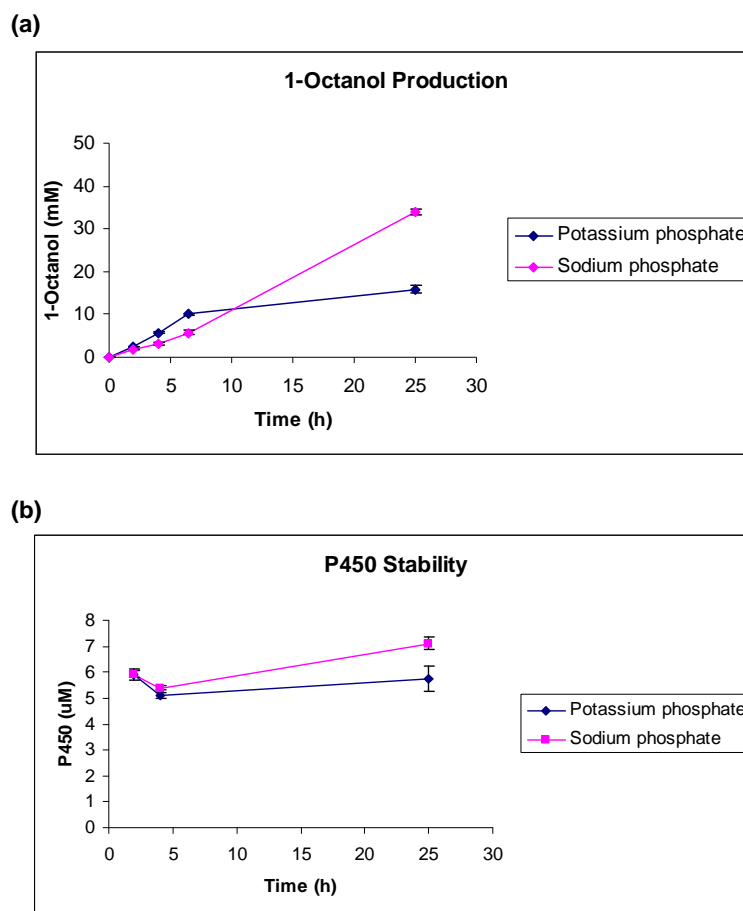 (a)
1-Octanol Production
50
40
30
20
10
0
1-Octanol (mM)
0 5 10 15 20 25 30
Time (h)
Potassium phosphate
Sodium phosphate
(b)
P450 Stability
8
7
6
5
4
3
2
1
0
P450 (uM)
0 5 10 15 20 25 30
Time (h)
Potassium phosphate
Sodium phosphate